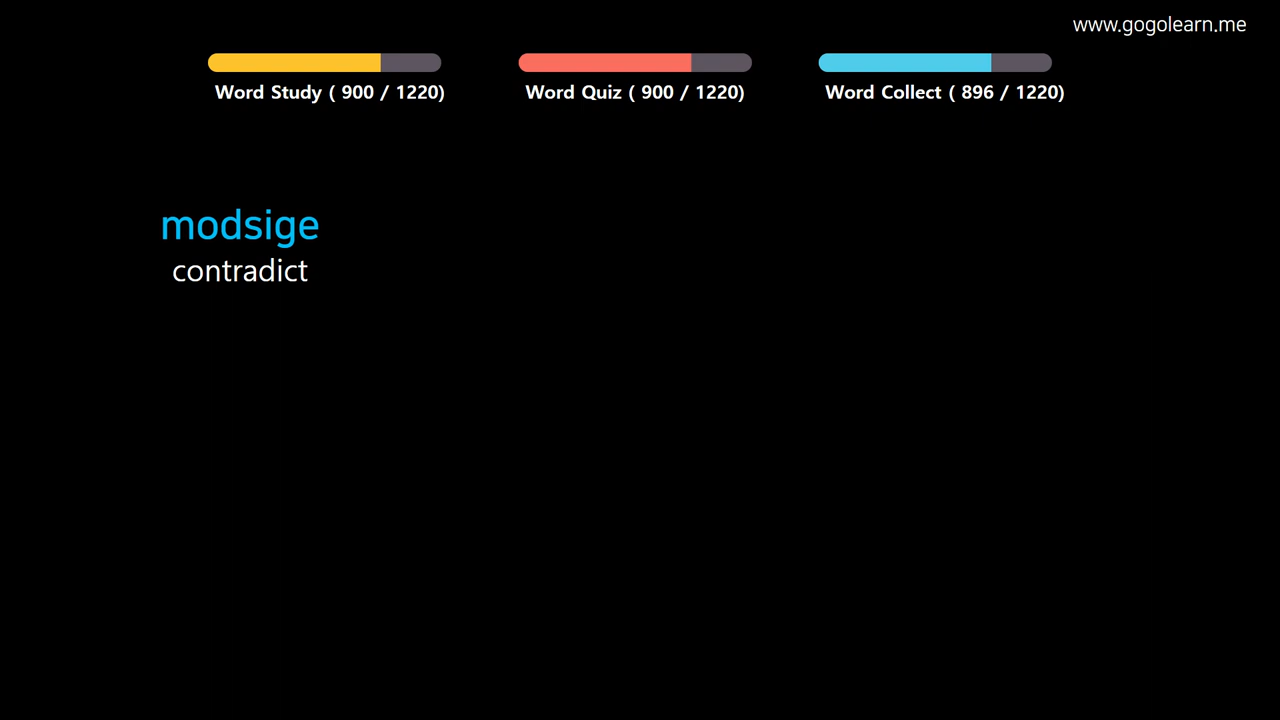 www.gogolearn.me
Word Study ( 900 / 1220)
Word Quiz ( 900 / 1220)
Word Collect ( 896 / 1220)
modsige
contradict